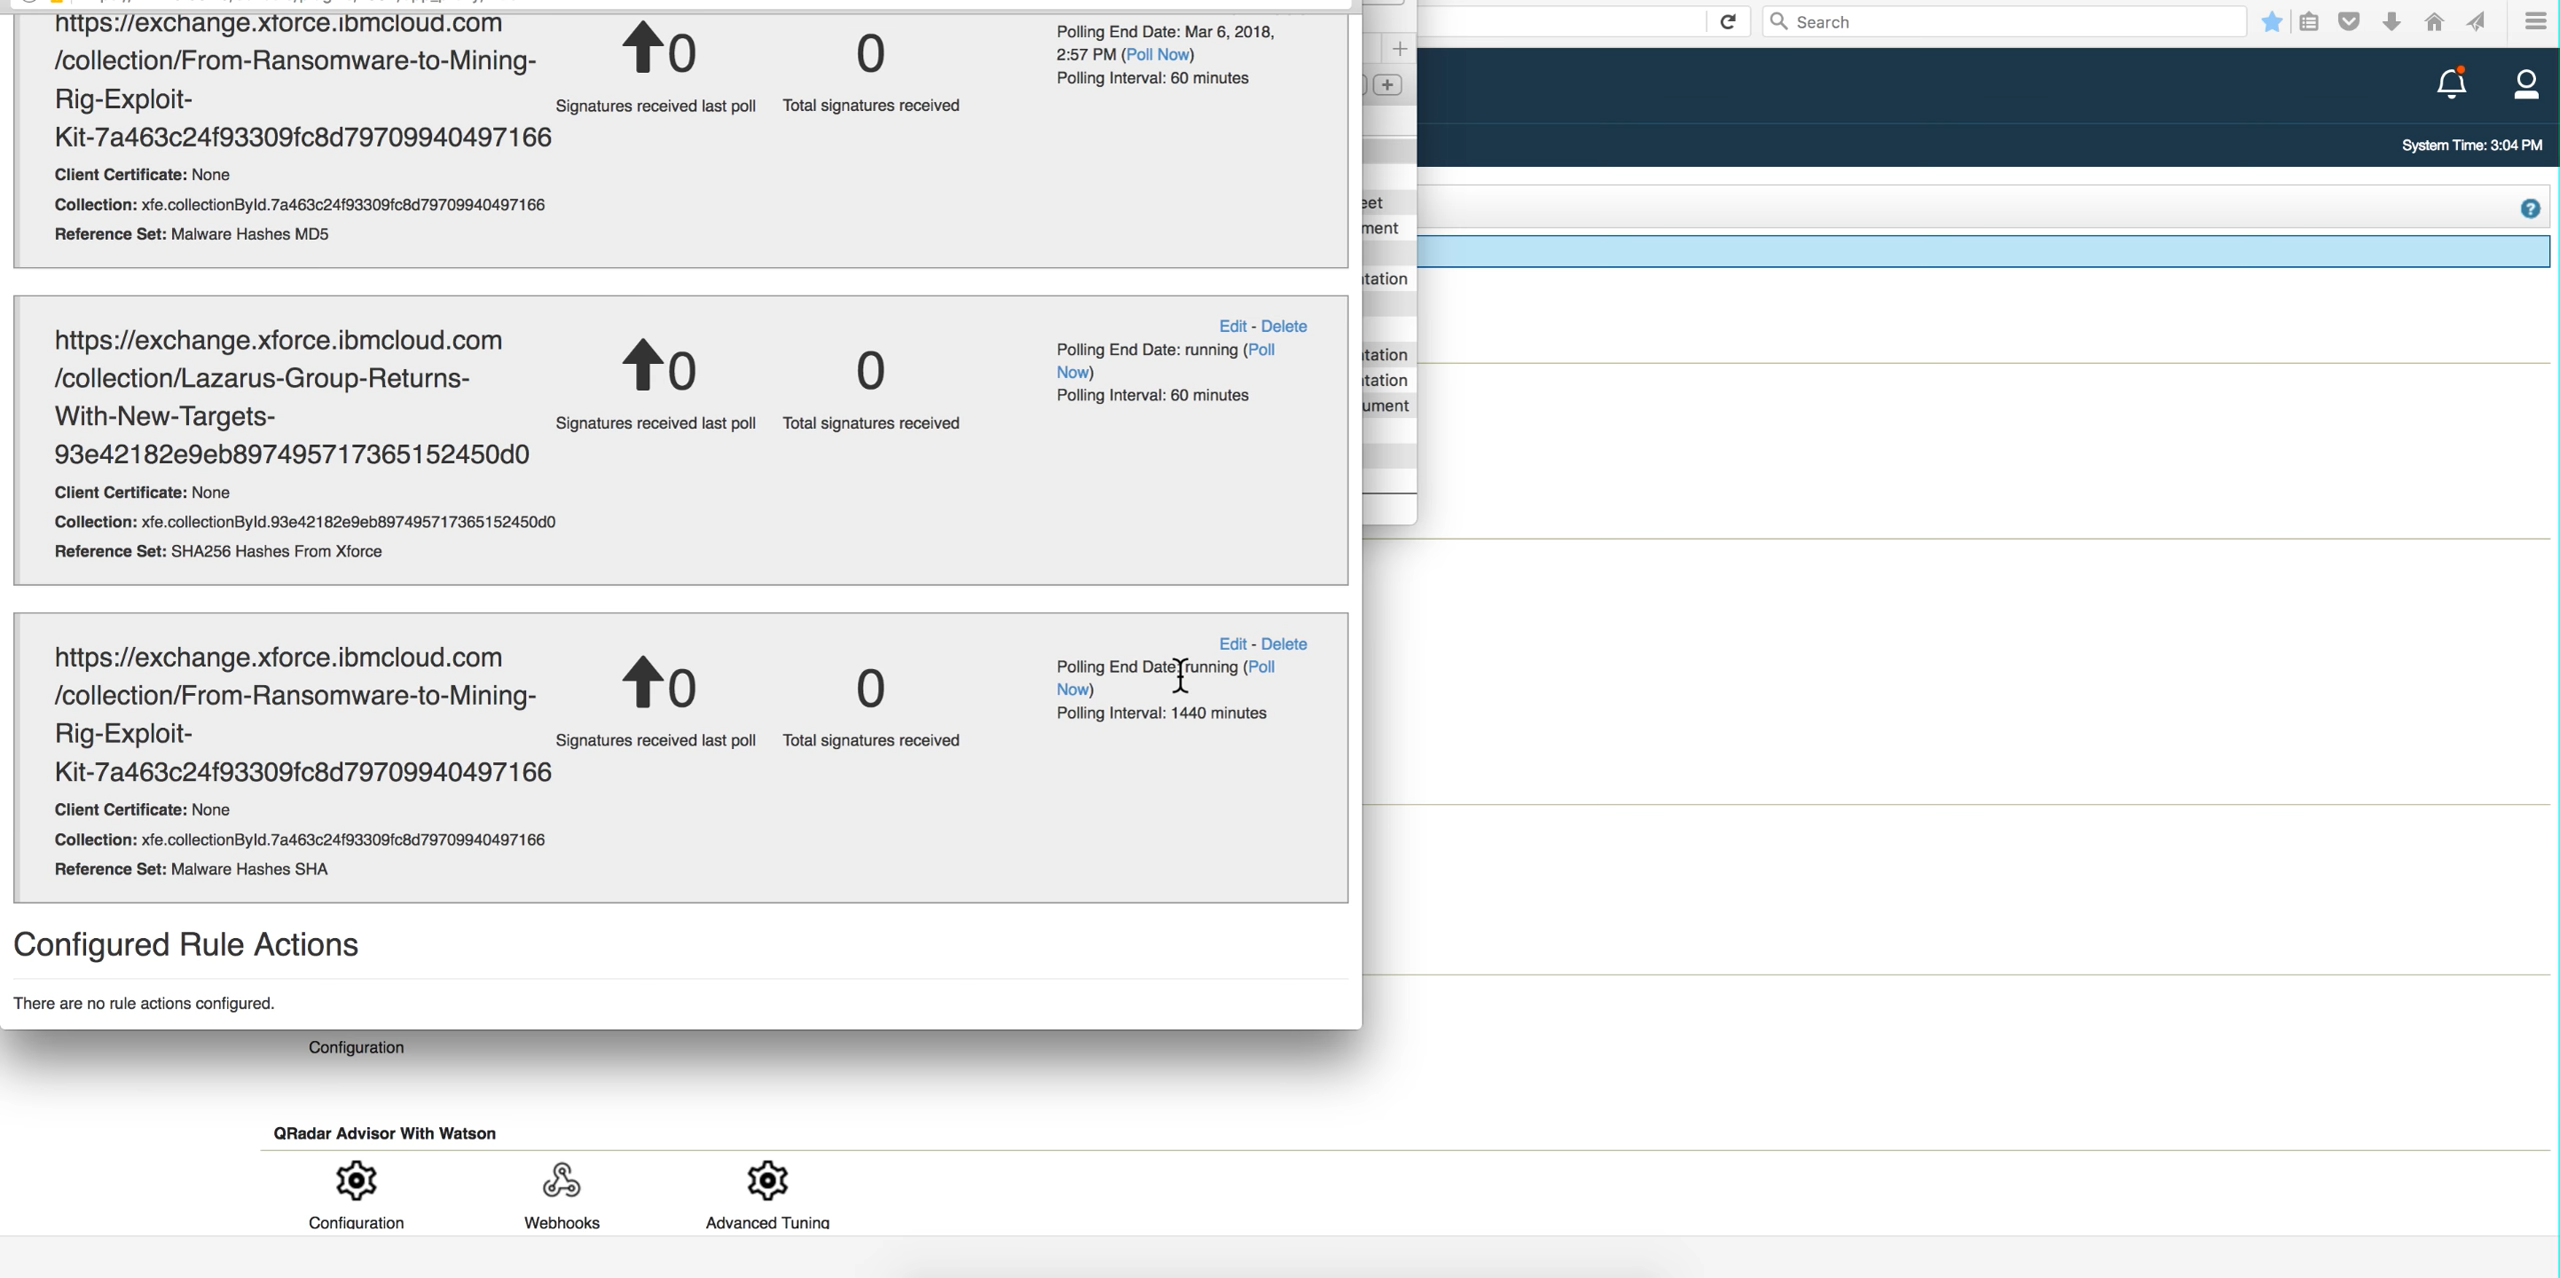 https://exchange.xforce.ibmcloud.com
/collection/From-Ransomware-to-Mining-
Rig-Exploit-
Kit-7a463c24f93309fc8d79709940497166
0
Signatures received last poll
0
Total signatures received
Polling End Date: Mar 6, 2018,
2:57 PM (Poll Now)
Polling Interval: 60 minutes
Client Certificate: None
Collection: xfe.collectionById.7a463c24f93309fc8d79709940497166
Reference Set: Malware Hashes MD5
https://exchange.xforce.ibmcloud.com
/collection/Lazarus-Group-Returns-
With-New-Targets-
93e42182e9eb897495717365152450d0
0
Signatures received last poll
0
Total signatures received
Edit - Delete
Polling End Date: running (Poll
Now)
Polling Interval: 60 minutes
Client Certificate: None
Collection: xfe.collectionById.93e42182e9eb897495717365152450d0
Reference Set: SHA256 Hashes From Xforce
https://exchange.xforce.ibmcloud.com
/collection/From-Ransomware-to-Mining-
Rig-Exploit-
Kit-7a463c24f93309fc8d79709940497166
0
Signatures received last poll
0
Total signatures received
Edit - Delete
Polling End Date: running (Poll
Now)
Polling Interval: 1440 minutes
Client Certificate: None
Collection: xfe.collectionById.7a463c24f93309fc8d79709940497166
Reference Set: Malware Hashes SHA
Configured Rule Actions
There are no rule actions configured.
Search
System Time: 3:04 PM
?
ment
tation
tation
tation
ument
Configuration
QRadar Advisor With Watson
Configuration
Webhooks
Advanced Tuning